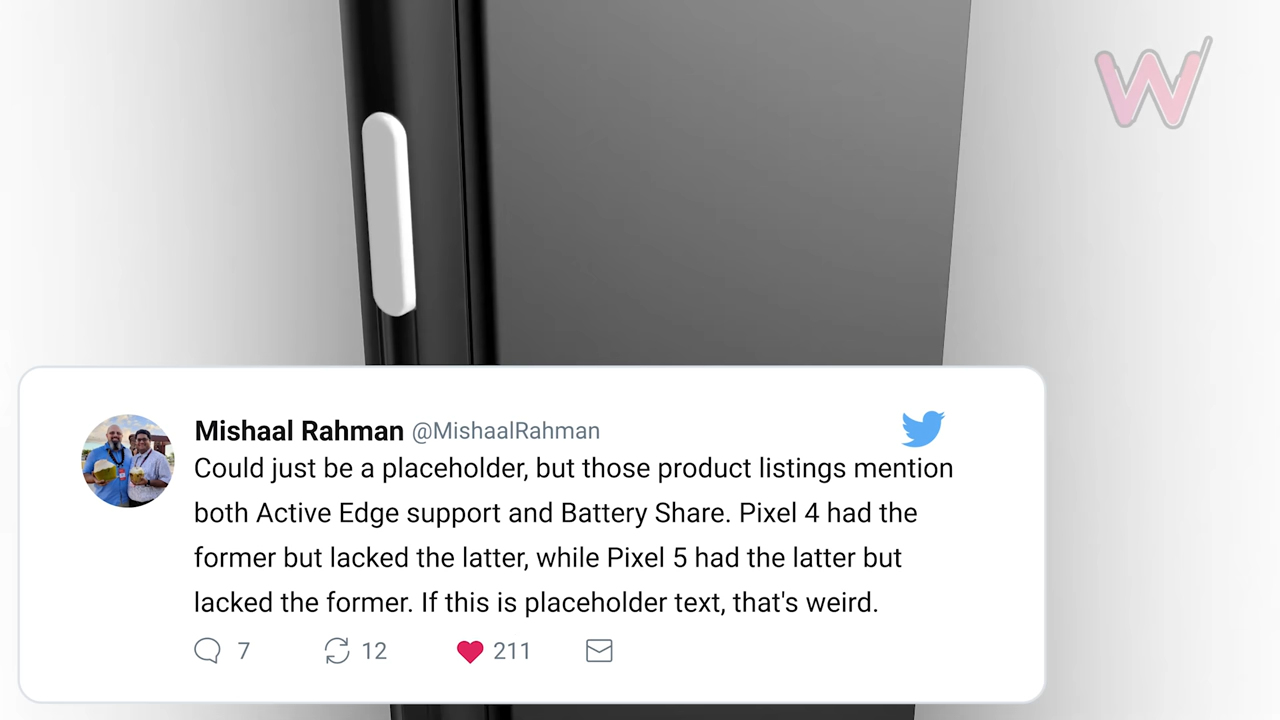 W
Mishaal Rahman @MishaalRahman
Could just be a placeholder, but those product listings mention
both Active Edge support and Battery Share. Pixel 4 had the
former but lacked the latter, while Pixel 5 had the latter but
lacked the former. If this is placeholder text, that's weird.
7 12 211